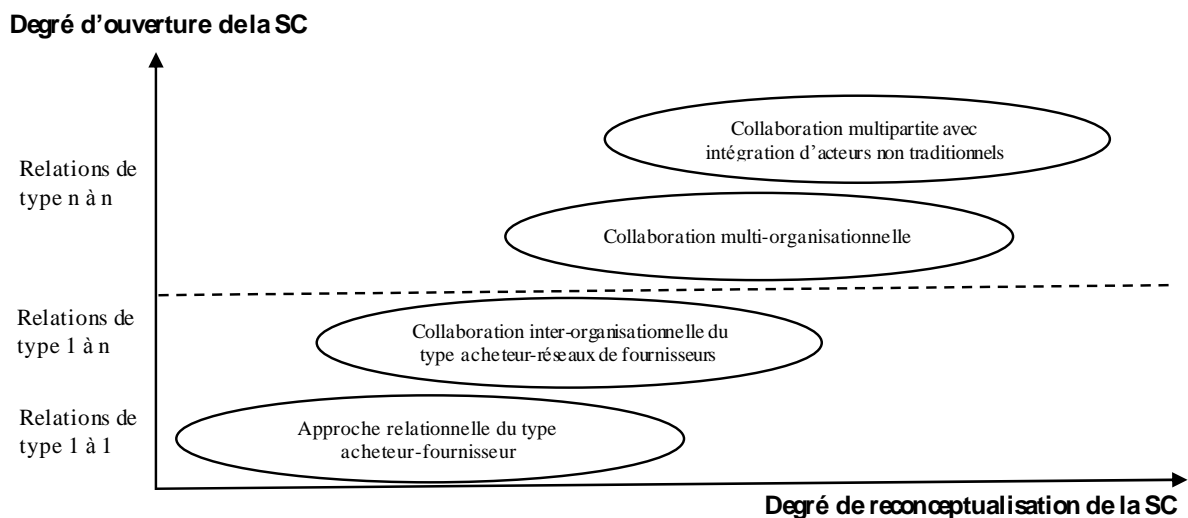 Degré d'ouverture de la SC
Collaboration multipartite avec
intégration d'acteurs non traditionnels
Relations de
type n à n
Collaboration multi-organisationnelle
Relations de
type 1 à n
Collaboration inter-organisationnelle du
type acheteur-réseaux de fournisseurs
Relations de
type 1 à 1
Approche relationnelle du type
acheteur-fournisseur
Degré de reconceptualisation de la SC